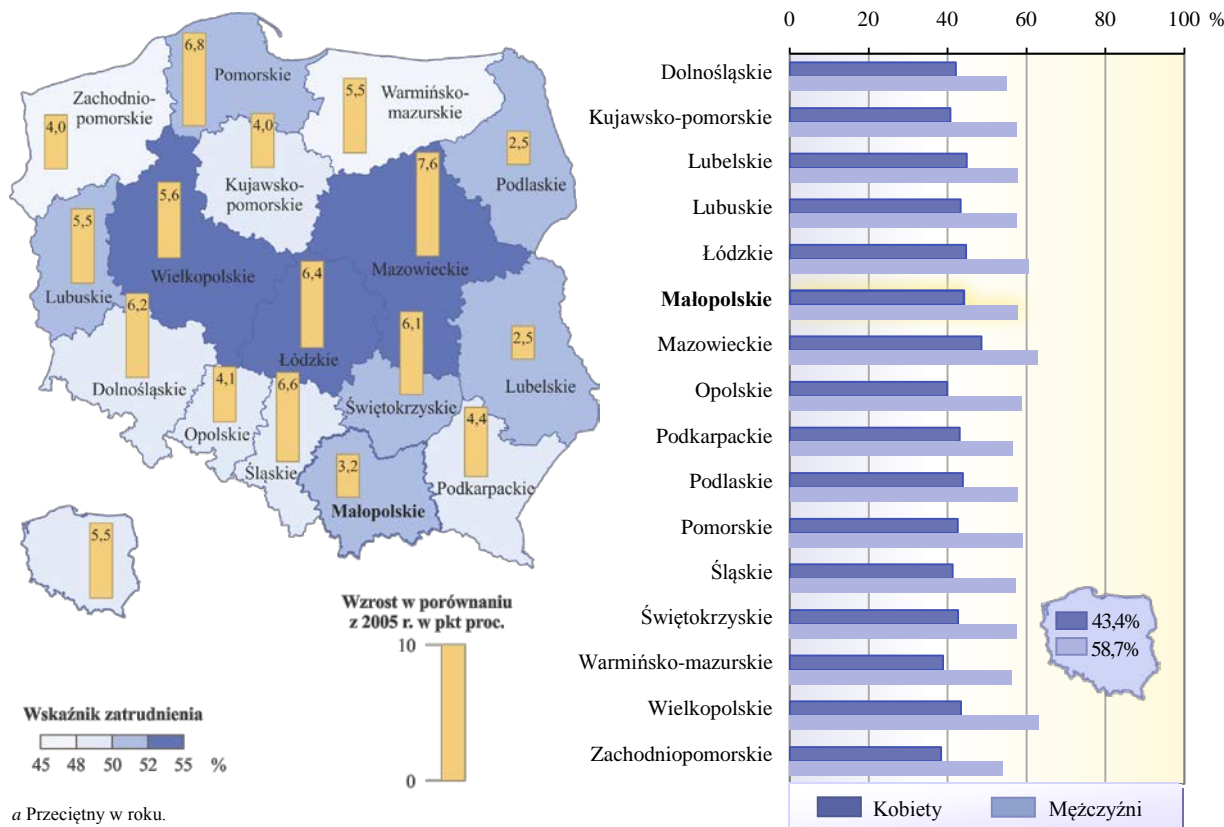 6,8
Pomorskie
Zachodnio-
pomorskie
4,0
4,0
Kujawsko-
pomorskie
5,5
Warmińsko-
mazurskie
2,5
Podlaskie
7,6
Mazowieckie
5,6
Wielkopolskie
5,5
Lubuskie
6,4
Łódzkie
6,2
Dolnośląskie
6,1
Świętokrzyskie
2,5
Lubelskie
4,1
Opolskie
6,6
Śląskie
3,2
Małopolskie
4,4
Podkarpackie
5,5
Wzrost w porównaniu
z 2005 r. w pkt proc.
10
0
Wskaźnik zatrudnienia
45 48 50 52 55 %
a Przeciętny w roku.
0 20 40 60 80 100 %
Dolnośląskie
Kujawsko-pomorskie
Lubelskie
Lubuskie
Łódzkie
Małopolskie
Mazowieckie
Opolskie
Podkarpackie
Podlaskie
Pomorskie
Śląskie
Świętokrzyskie
Warmińsko-mazurskie
Wielkopolskie
Zachodniopomorskie
43,4%
58,7%
Kobiety Mężczyźni